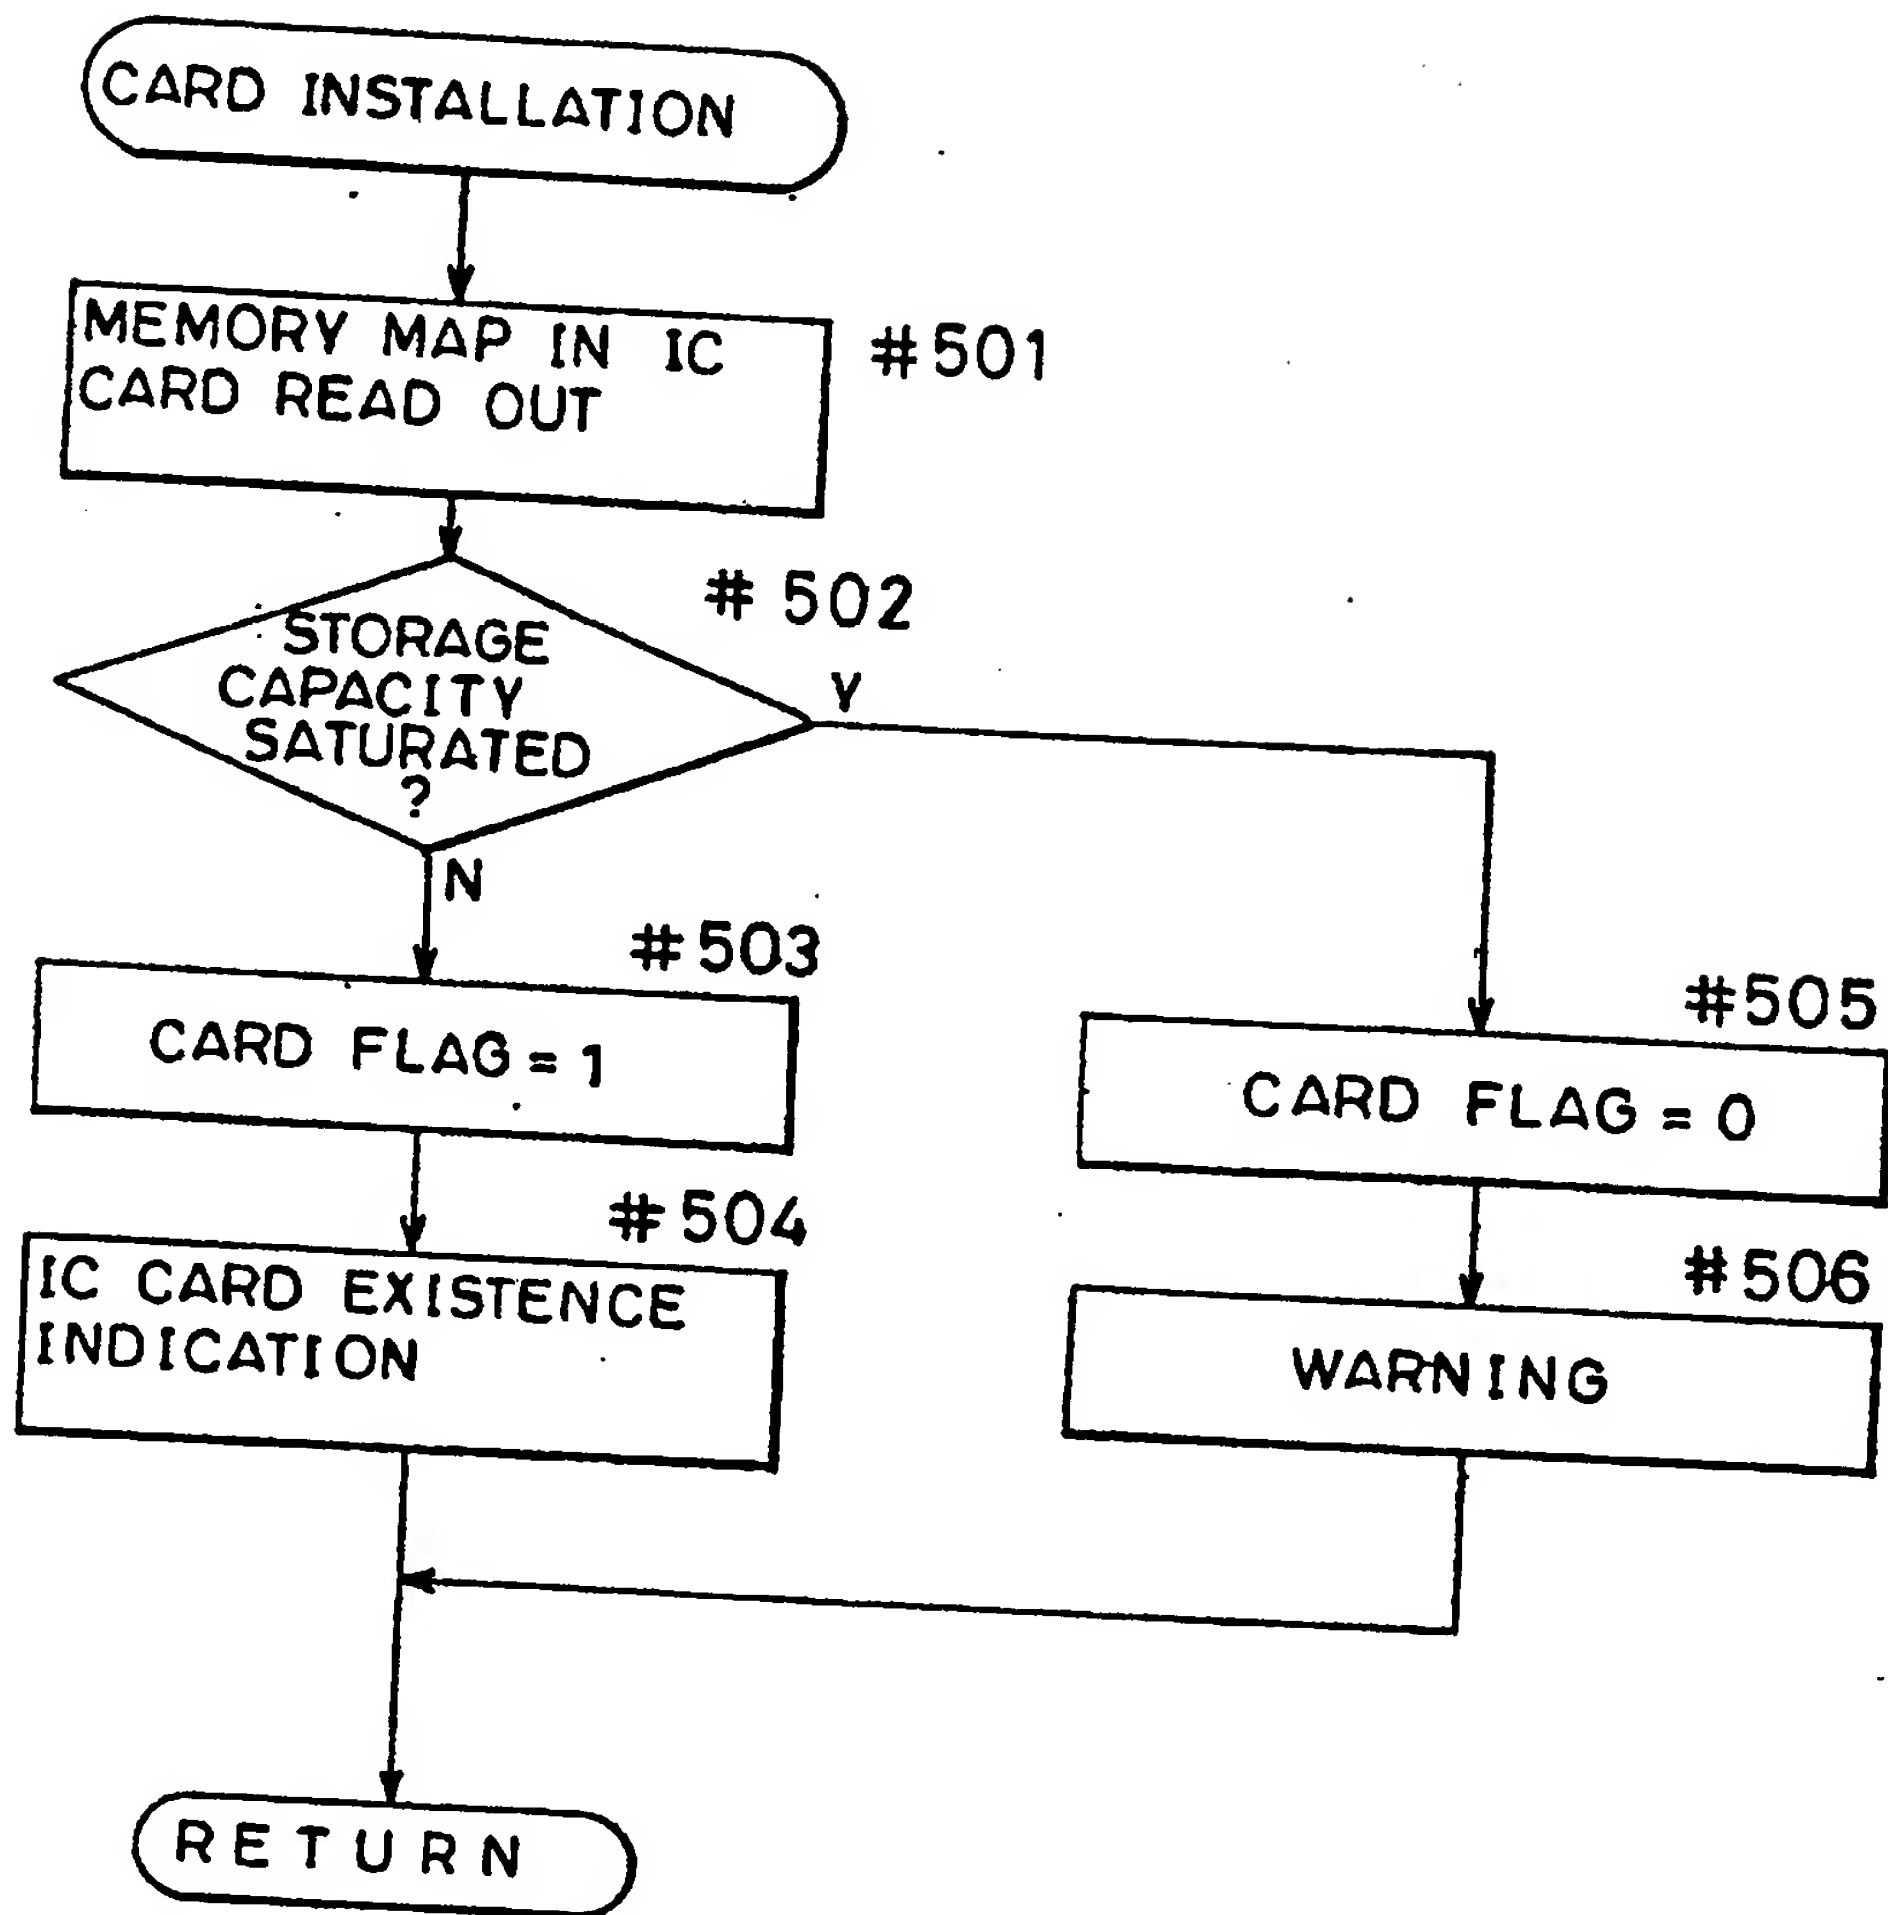 CARD INSTALLATION
MEMORY MAP IN IC
CARD READ OUT
#501
#502
STORAGE
CAPACITY
SATURATED
?
Y
N
#503
CARD FLAG = 1
#505
CARD FLAG = 0
#504
IC CARD EXISTENCE
INDICATION
#506
WARNING
RETURN